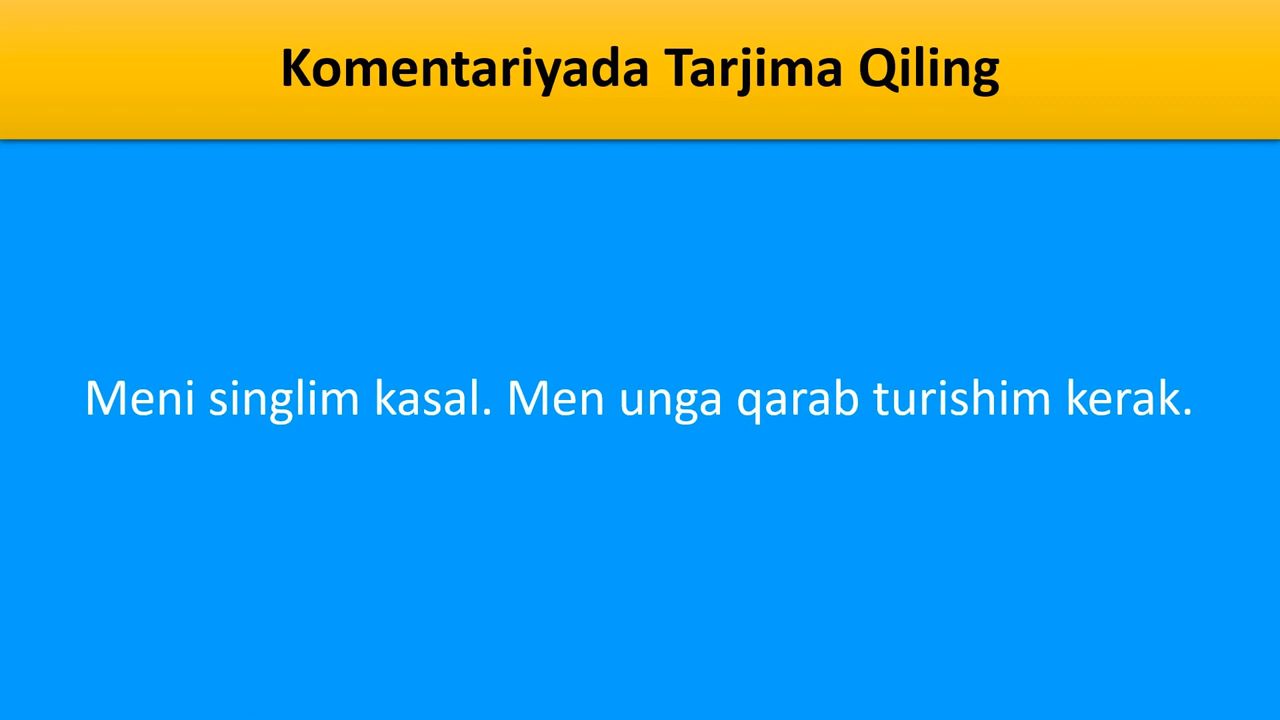 Komentariyada Tarjima Qiling
Meni singlim kasal. Men unga qarab turishim kerak.